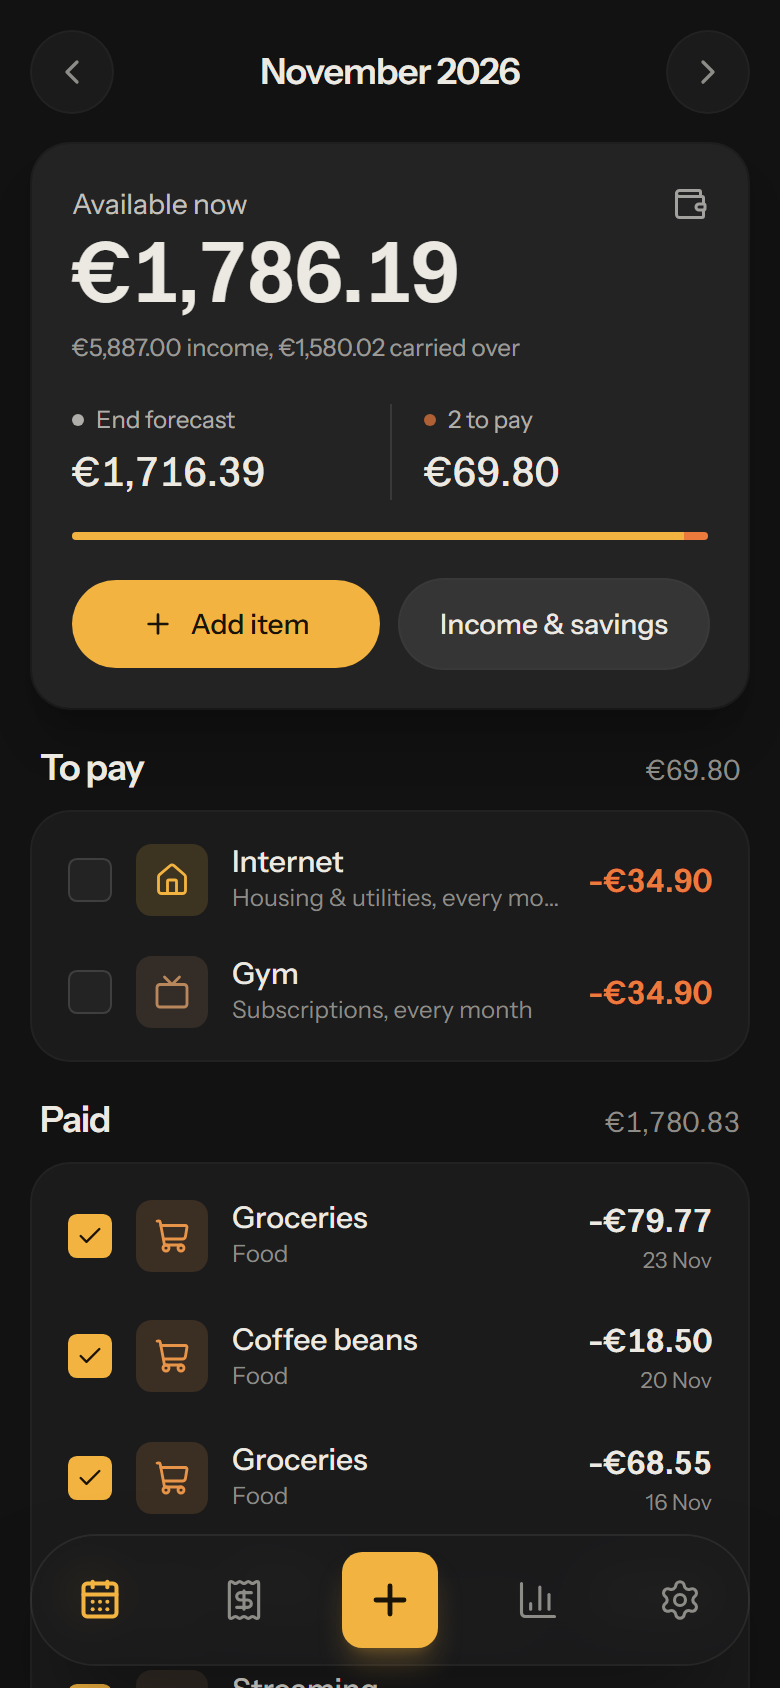 November 2026
Available now
€1,786.19
€5,887.00 income, €1,580.02 carried over
End forecast
2 to pay
€1,716.39
€69.80
Add item
Income & savings
To pay
€69.80
Internet
Housing & utilities, every mo...
-€34.90
Gym
Subscriptions, every month
-€34.90
Paid
€1,780.83
Groceries
Food
-€79.77
23 Nov
Coffee beans
Food
-€18.50
20 Nov
Groceries
Food
-€68.55
16 Nov
Streaming